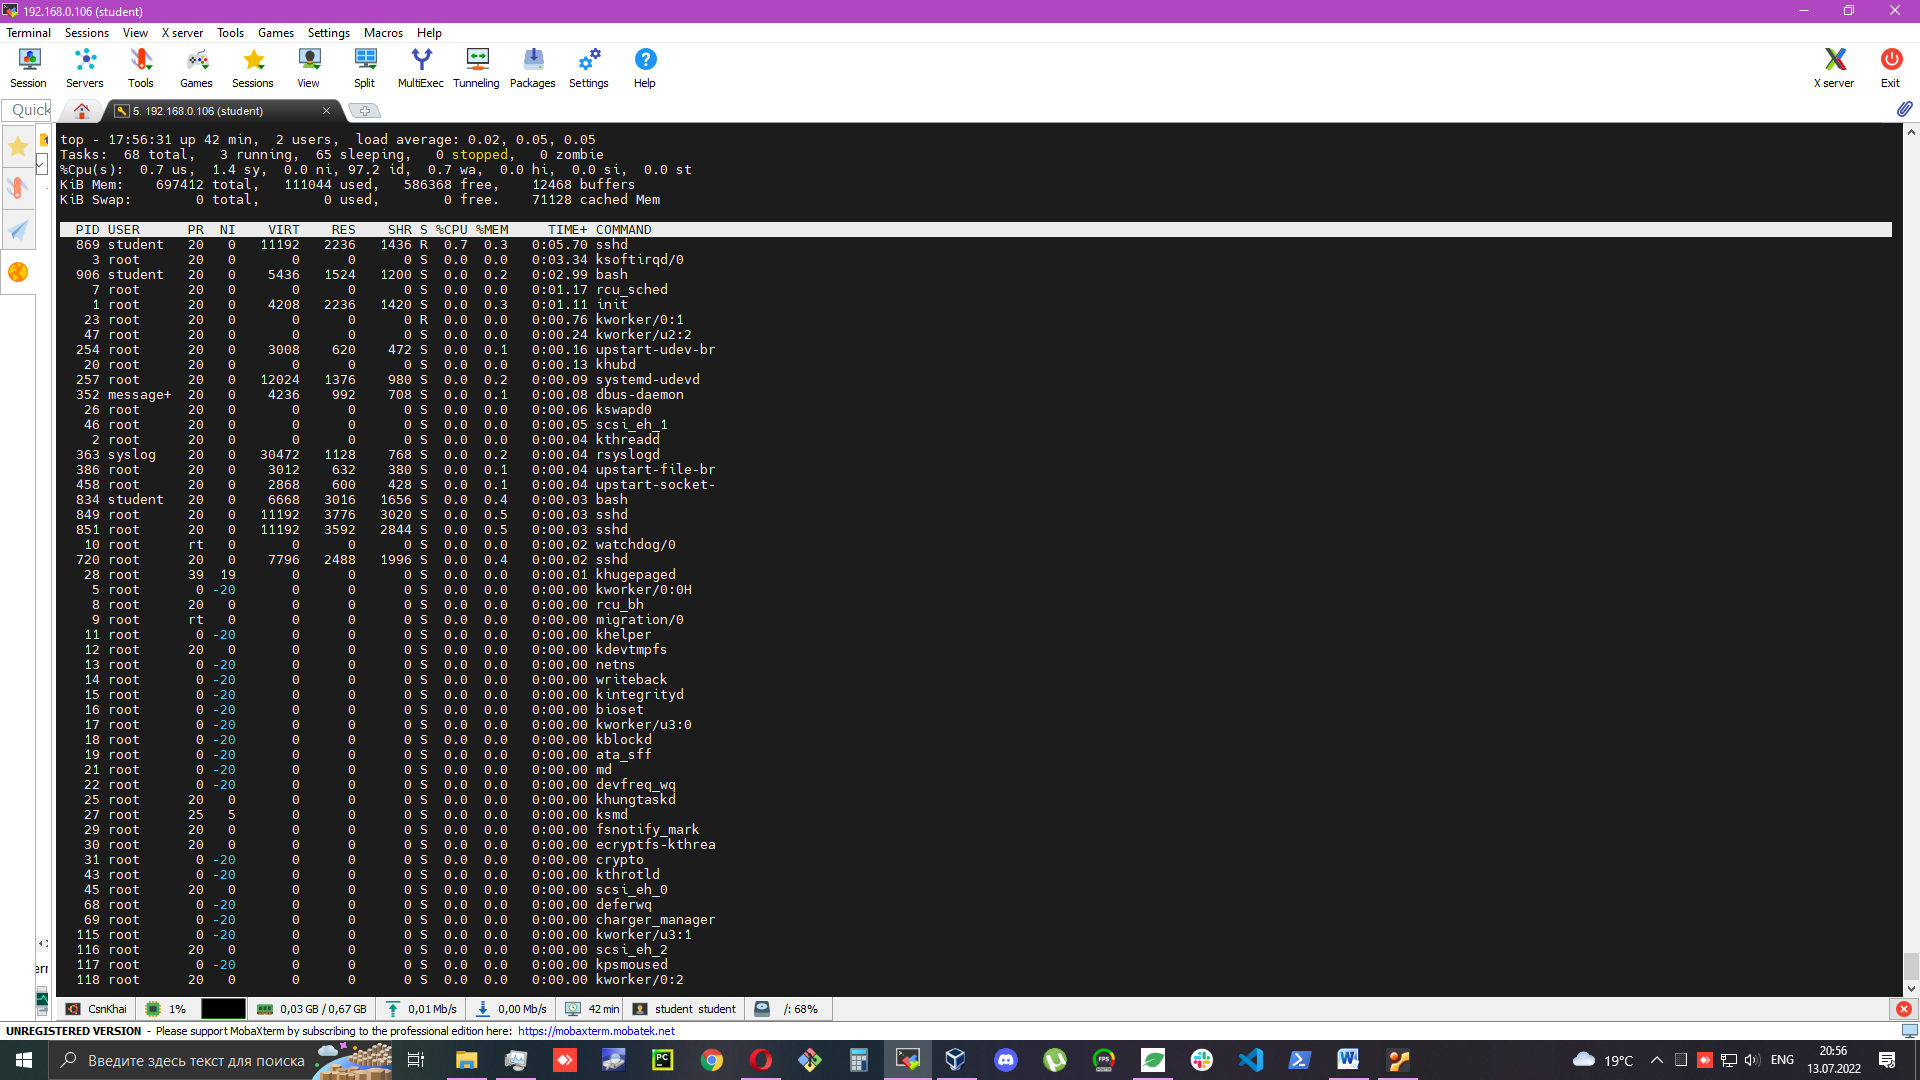 192.168.0.106 (student)
Terminal Sessions View X server Tools Games Settings Macros Help
Session Servers Tools Games Sessions View Split MultiExec Tunneling Packages Settings Help X server Exit
Quick 5. 192.168.0.106 (student)
top - 17:56:31 up 42 min,  2 users,  load average: 0.02, 0.05, 0.05
Tasks:  68 total,   3 running,  65 sleeping,   0 stopped,   0 zombie
%Cpu(s):  0.7 us,  1.4 sy,  0.0 ni, 97.2 id,  0.7 wa,  0.0 hi,  0.0 si,  0.0 st
KiB Mem:    697412 total,   111044 used,   586368 free,    12468 buffers
KiB Swap:        0 total,        0 used,        0 free.    71128 cached Mem
PID USER PR NI VIRT RES SHR S %CPU %MEM TIME+ COMMAND
869 student 20 0 11192 2236 1436 R 0.7 0.3 0:05.70 sshd
3 root 20 0 0 0 0 S 0.0 0.0 0:03.34 ksoftirqd/0
906 student 20 0 5436 1524 1200 S 0.0 0.2 0:02.99 bash
7 root 20 0 0 0 0 S 0.0 0.0 0:01.17 rcu_sched
1 root 20 0 4208 2236 1420 S 0.0 0.3 0:01.11 init
23 root 20 0 0 0 0 R 0.0 0.0 0:00.76 kworker/0:1
47 root 20 0 0 0 0 S 0.0 0.0 0:00.24 kworker/u2:2
254 root 20 0 3008 620 472 S 0.0 0.1 0:00.16 upstart-udev-br
20 root 20 0 0 0 0 S 0.0 0.0 0:00.13 khubd
257 root 20 0 12024 1376 980 S 0.0 0.2 0:00.09 systemd-udevd
352 message+ 20 0 4236 992 708 S 0.0 0.1 0:00.08 dbus-daemon
26 root 20 0 0 0 0 S 0.0 0.0 0:00.06 kswapd0
46 root 20 0 0 0 0 S 0.0 0.0 0:00.05 scsi_eh_1
2 root 20 0 0 0 0 S 0.0 0.0 0:00.04 kthreadd
363 syslog 20 0 30472 1128 768 S 0.0 0.2 0:00.04 rsyslogd
386 root 20 0 3012 632 380 S 0.0 0.1 0:00.04 upstart-file-br
458 root 20 0 2868 600 428 S 0.0 0.1 0:00.04 upstart-socket-
834 student 20 0 6668 3016 1656 S 0.0 0.4 0:00.03 bash
849 root 20 0 11192 3776 3020 S 0.0 0.5 0:00.03 sshd
851 root 20 0 11192 3592 2844 S 0.0 0.5 0:00.03 sshd
10 root rt 0 0 0 0 S 0.0 0.0 0:00.02 watchdog/0
720 root 20 0 7796 2488 1996 S 0.0 0.4 0:00.02 sshd
28 root 39 19 0 0 0 S 0.0 0.0 0:00.01 khugepaged
5 root 0 -20 0 0 0 S 0.0 0.0 0:00.00 kworker/0:0H
8 root 20 0 0 0 0 S 0.0 0.0 0:00.00 rcu_bh
9 root rt 0 0 0 0 S 0.0 0.0 0:00.00 migration/0
11 root 0 -20 0 0 0 S 0.0 0.0 0:00.00 khelper
12 root 20 0 0 0 0 S 0.0 0.0 0:00.00 kdevtmpfs
13 root 0 -20 0 0 0 S 0.0 0.0 0:00.00 netns
14 root 0 -20 0 0 0 S 0.0 0.0 0:00.00 writeback
15 root 0 -20 0 0 0 S 0.0 0.0 0:00.00 kintegrityd
16 root 0 -20 0 0 0 S 0.0 0.0 0:00.00 bioset
17 root 0 -20 0 0 0 S 0.0 0.0 0:00.00 kworker/u3:0
18 root 0 -20 0 0 0 S 0.0 0.0 0:00.00 kblockd
19 root 0 -20 0 0 0 S 0.0 0.0 0:00.00 ata_sff
21 root 0 -20 0 0 0 S 0.0 0.0 0:00.00 md
22 root 0 -20 0 0 0 S 0.0 0.0 0:00.00 devfreq_wq
25 root 20 0 0 0 0 S 0.0 0.0 0:00.00 khungtaskd
27 root 25 5 0 0 0 S 0.0 0.0 0:00.00 ksmd
29 root 20 0 0 0 0 S 0.0 0.0 0:00.00 fsnotify_mark
30 root 20 0 0 0 0 S 0.0 0.0 0:00.00 ecryptfs-kthrea
31 root 0 -20 0 0 0 S 0.0 0.0 0:00.00 crypto
43 root 0 -20 0 0 0 S 0.0 0.0 0:00.00 kthrotld
45 root 20 0 0 0 0 S 0.0 0.0 0:00.00 scsi_eh_0
68 root 0 -20 0 0 0 S 0.0 0.0 0:00.00 deferwq
69 root 0 -20 0 0 0 S 0.0 0.0 0:00.00 charger_manager
115 root 0 -20 0 0 0 S 0.0 0.0 0:00.00 kworker/u3:1
116 root 20 0 0 0 0 S 0.0 0.0 0:00.00 scsi_eh_2
117 root 0 -20 0 0 0 S 0.0 0.0 0:00.00 kpsmoused
118 root 20 0 0 0 0 S 0.0 0.0 0:00.00 kworker/0:2
CsnKhai 1% 0,03 GB / 0,67 GB 0,01 Mb/s 0,00 Mb/s 42 min student student /: 68%
UNREGISTERED VERSION - Please support MobaXterm by subscribing to the professional edition here: https://mobaxterm.mobatek.net
Введите здесь текст для поиска 19°C ENG 20:56
13.07.2022